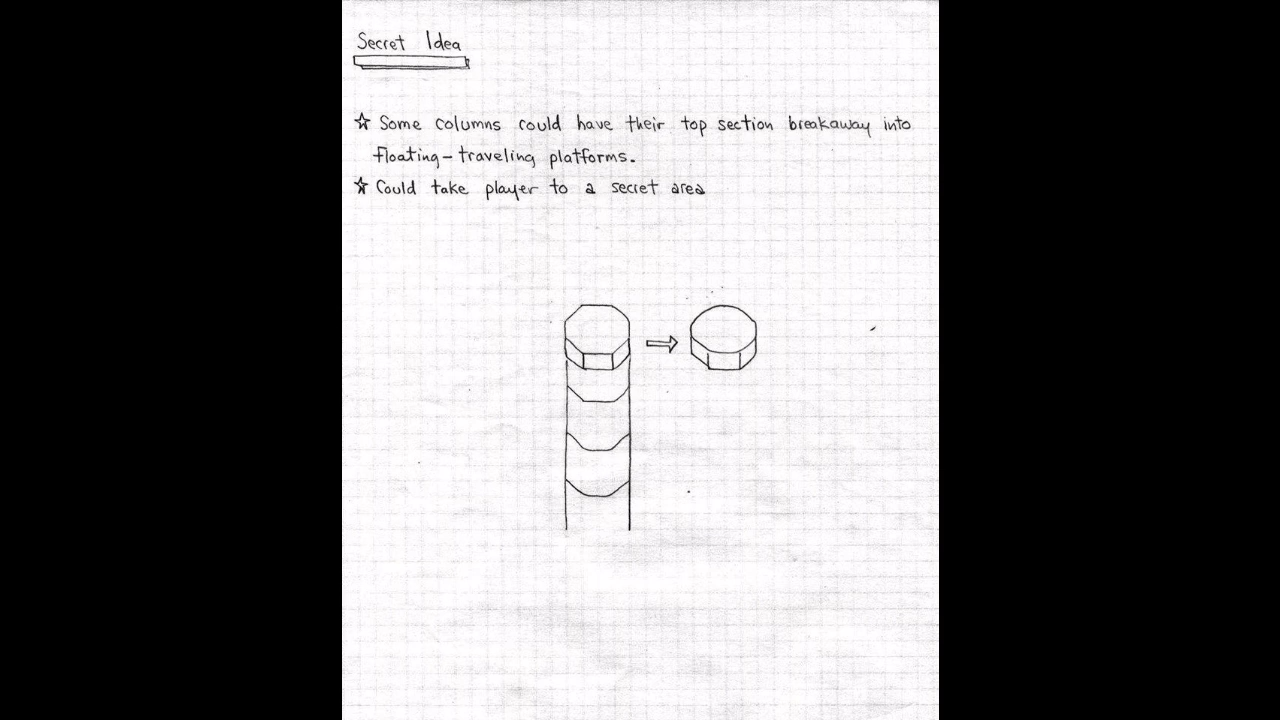 Secret Idea
☆ Some columns could have their top section breakaway into
floating-traveling platforms.
☆ Could take player to a secret area